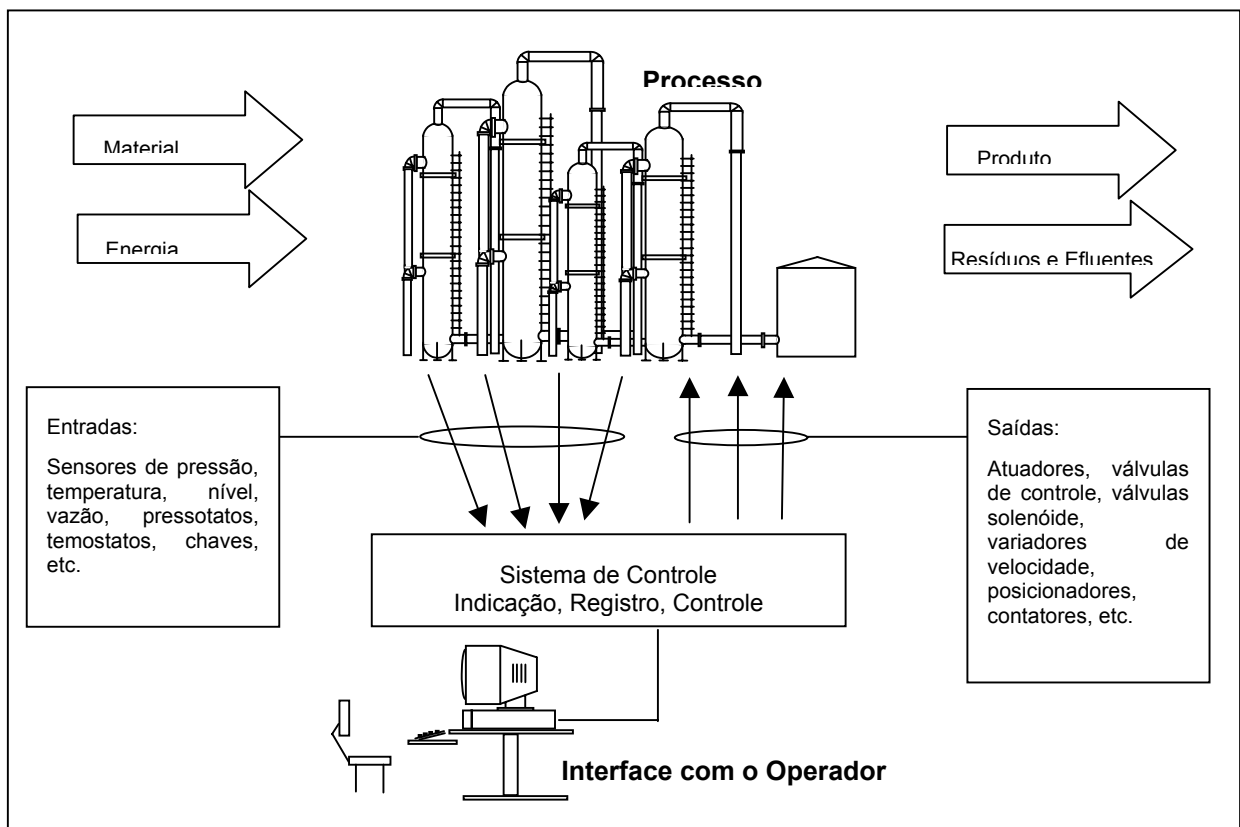 Processo
Material
Energia
Produto
Resíduos e Efluentes
Entradas:
Sensores de pressão,
temperatura, nível,
vazão, pressotatos,
temostatos, chaves,
etc.
Saídas:
Atuadores, válvulas
de controle, válvulas
solenóide,
variadores de
velocidade,
posicionadores,
contatores, etc.
Sistema de Controle
Indicação, Registro, Controle
Interface com o Operador